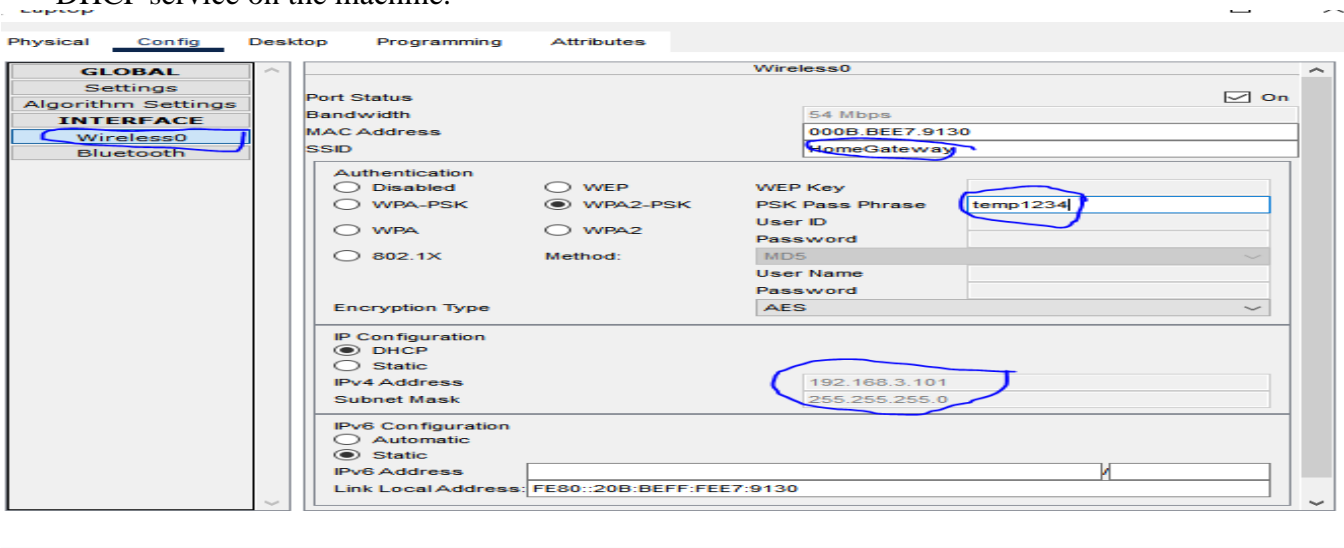 DHCP service on the machine.
Laptop
Physical Config Desktop Programming Attributes
GLOBAL
Settings
Algorithm Settings
INTERFACE
Wireless0
Bluetooth
Wireless0
Port Status On
Bandwidth 54 Mbps
MAC Address 000B.BEE7.9130
SSID HomeGateway
Authentication
Disabled WEP WEP Key
WPA-PSK WPA2-PSK PSK Pass Phrase temp1234
User ID
WPA WPA2
Password
802.1X Method: MD5
User Name
Password
Encryption Type AES
IP Configuration
DHCP
Static
IPv4 Address 192.168.3.101
Subnet Mask 255.255.255.0
IPv6 Configuration
Automatic
Static
IPv6 Address /
Link Local Address: FE80::20B:BEFF:FEE7:9130